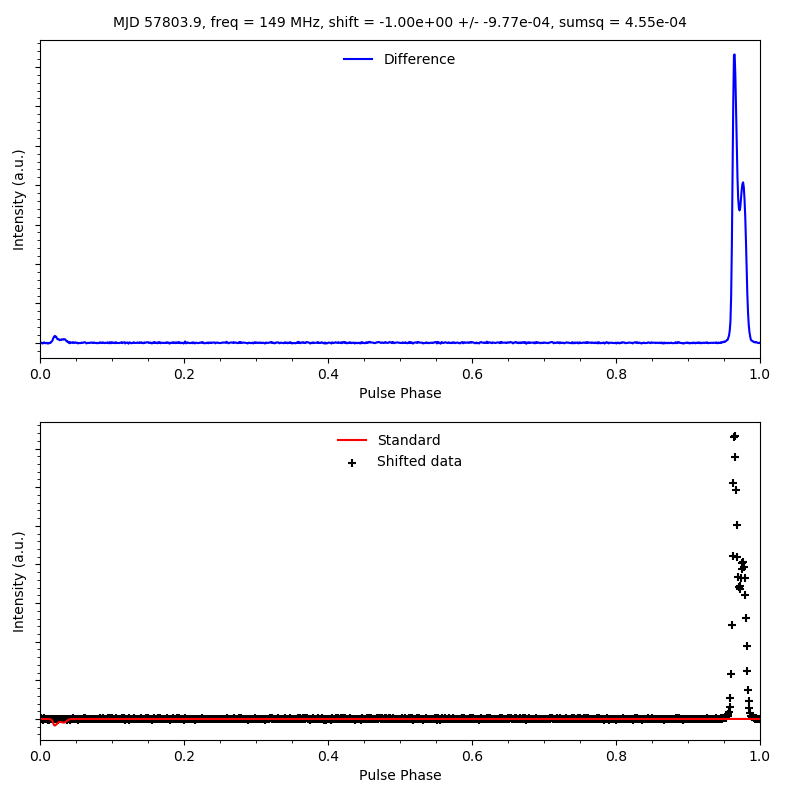 MJD 57803.9, freq = 149 MHz, shift = -1.00e+00 +/- -9.77e-04, sumsq = 4.55e-04
Difference
Intensity (a.u.)
0.0 0.2 0.4 0.6 0.8 1.0
Pulse Phase
Standard
Shifted data
Intensity (a.u.)
0.0 0.2 0.4 0.6 0.8 1.0
Pulse Phase